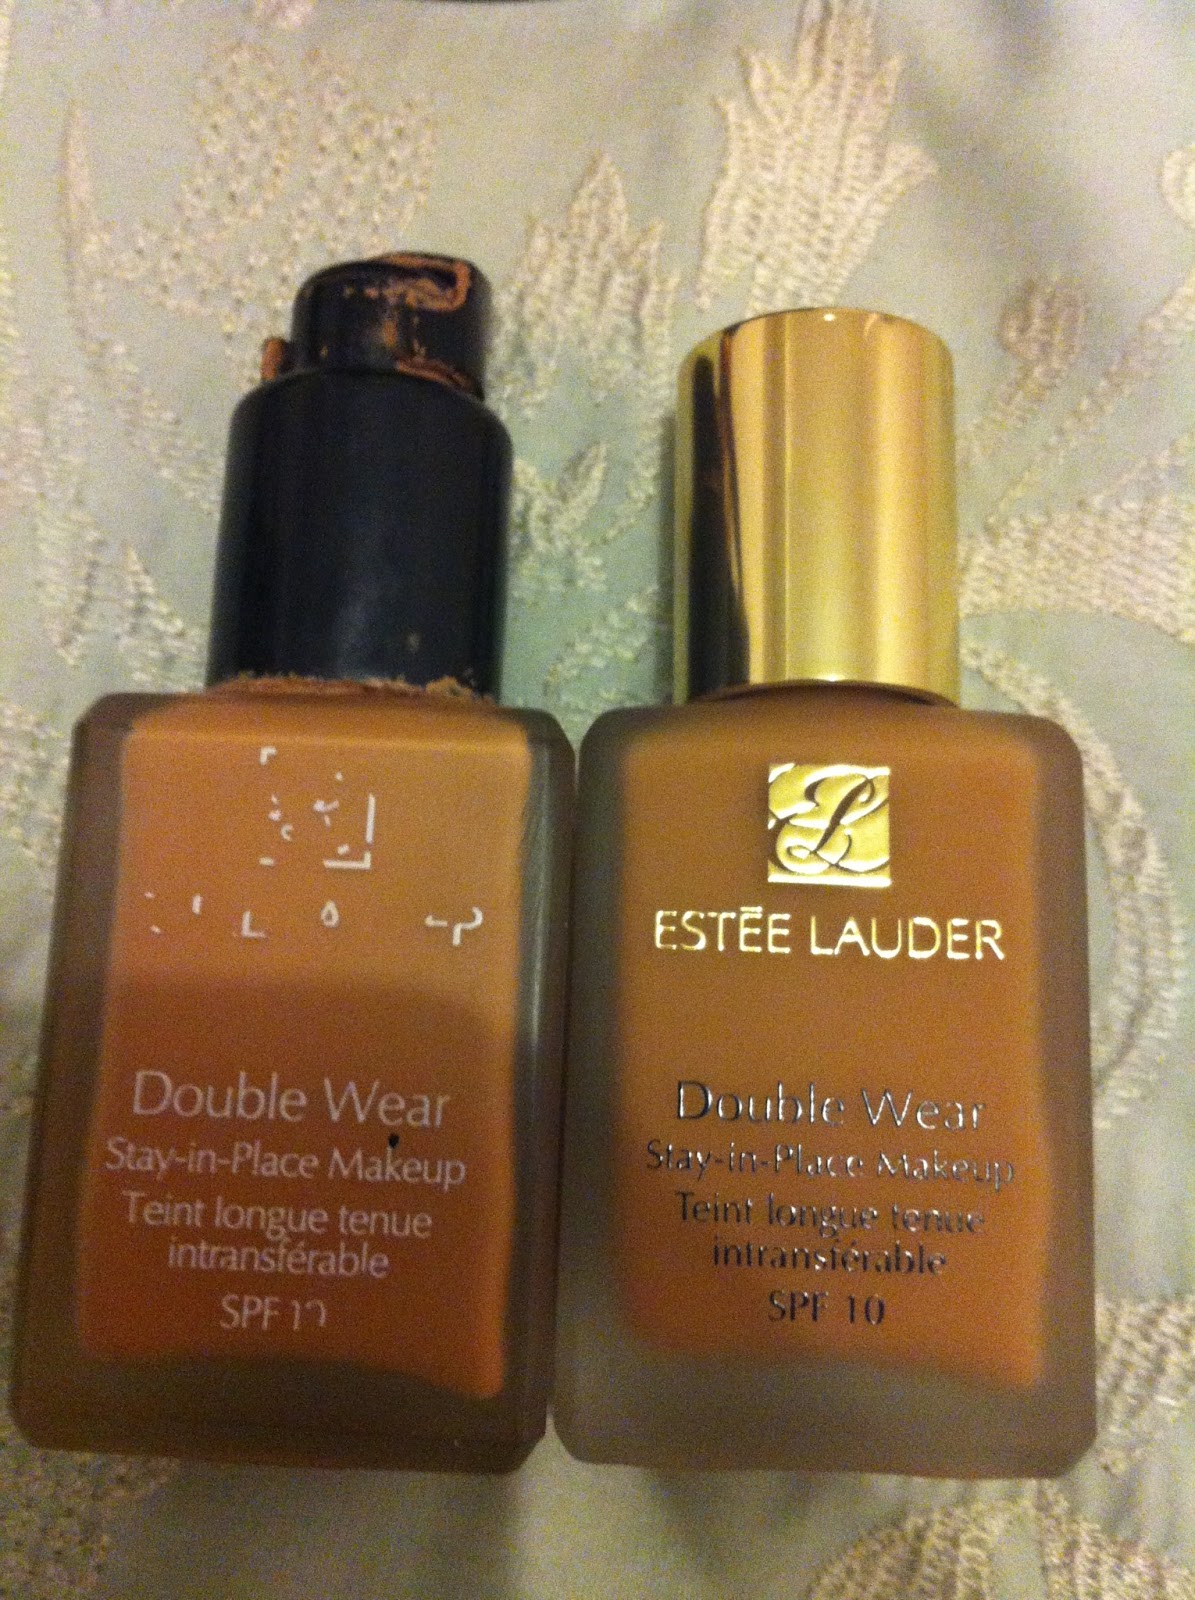 Double Wear
Stay-in-Place Makeup
Teint longue tenue
intransférable
SPF
ESTĒE LAUDER
Double Wear
Stay-in-Place Makeup
Teint longue tenue
intransférable
SPF 10